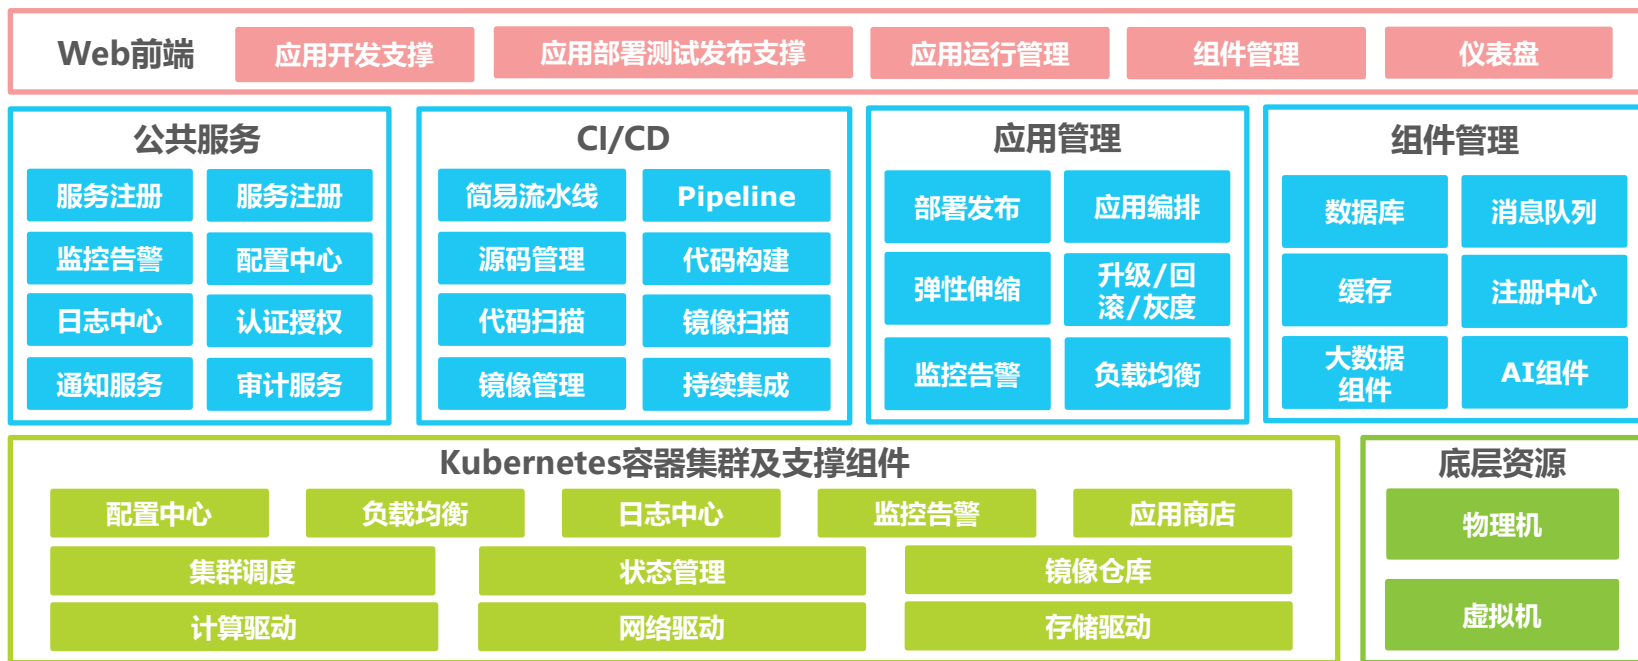 Web前端
应用开发支撑
应用部署测试发布支撑
应用运行管理
组件管理
仪表盘
公共服务
服务注册
服务注册
监控告警
配置中心
日志中心
认证授权
通知服务
审计服务
CI/CD
简易流水线
Pipeline
源码管理
代码构建
代码扫描
镜像扫描
镜像管理
持续集成
应用管理
部署发布
应用编排
弹性伸缩
升级/回
滚/灰度
监控告警
负载均衡
组件管理
数据库
消息队列
缓存
注册中心
大数据
组件
AI组件
Kubernetes容器集群及支撑组件
配置中心
负载均衡
日志中心
监控告警
应用商店
集群调度
状态管理
镜像仓库
计算驱动
网络驱动
存储驱动
底层资源
物理机
虚拟机